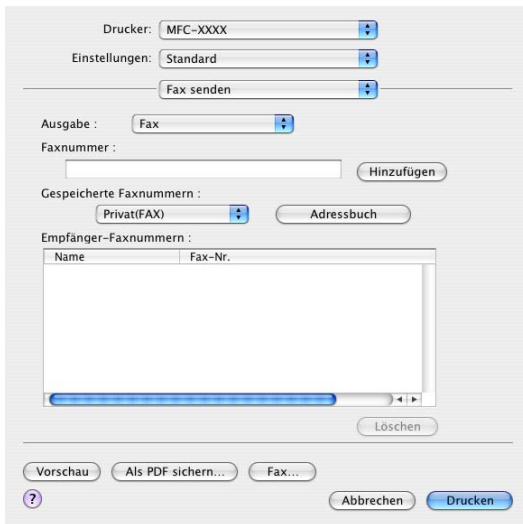 Drucker: MFC-XXXX
Einstellungen: Standard
Fax senden
Ausgabe : Fax
Faxnummer :
Hinzufügen
Gespeicherte Faxnummern :
Privat(FAX) Adressbuch
Empfänger-Faxnummern :
Name Fax-Nr.
Löschen
Vorschau Als PDF sichern... Fax...
? Abbrechen Drucken